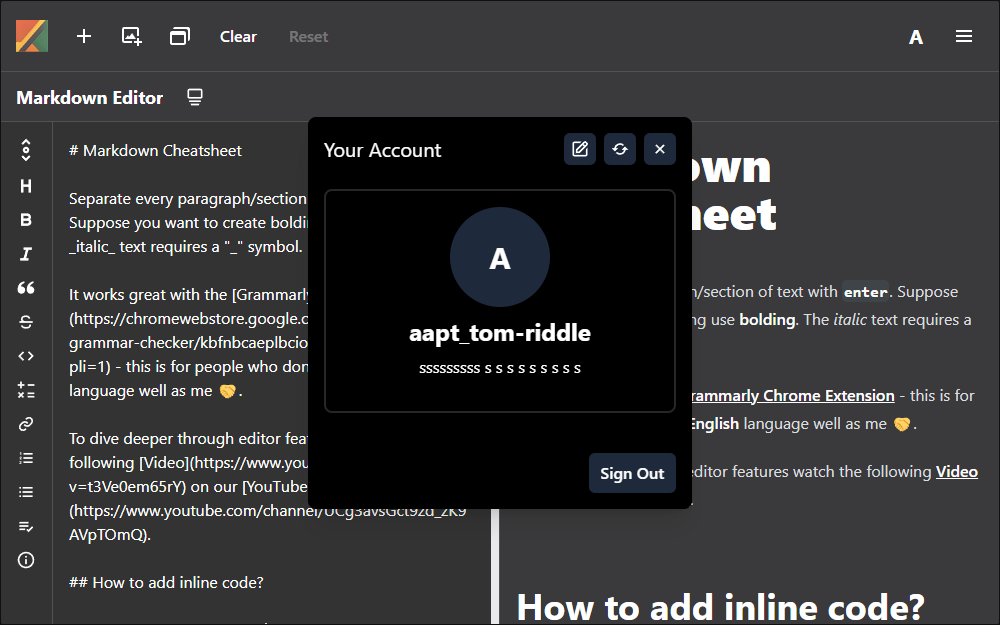 Clear Reset A
Markdown Editor
# Markdown Cheatsheet
Separate every paragraph/section
Suppose you want to create
_italic_ text requires a "_" symbol.
It works great with the [Grammarly
(https://chromewebstore.google.c
grammar-checker/kbfnbcaeplbcio
pli=1) - this is for people who don
language well as me 🤝.
To dive deeper through editor
following [Video](https://www.you
v=t3Ve0em65rY) on our [YouTube
(https://www.youtube.com/channel/UCg3avsGct9zd_zK9
AVpTOmQ).
## How to add inline code?
H
B
I
Your Account
A
aapt_tom-riddle
sssssssss s s s s s s s s s
Sign Out
own
heet
n/section of text with enter. Suppose
ng use bolding. The italic text requires a
rammarly Chrome Extension - this is for
English language well as me 🤝.
editor features watch the following Video
.
How to add inline code?